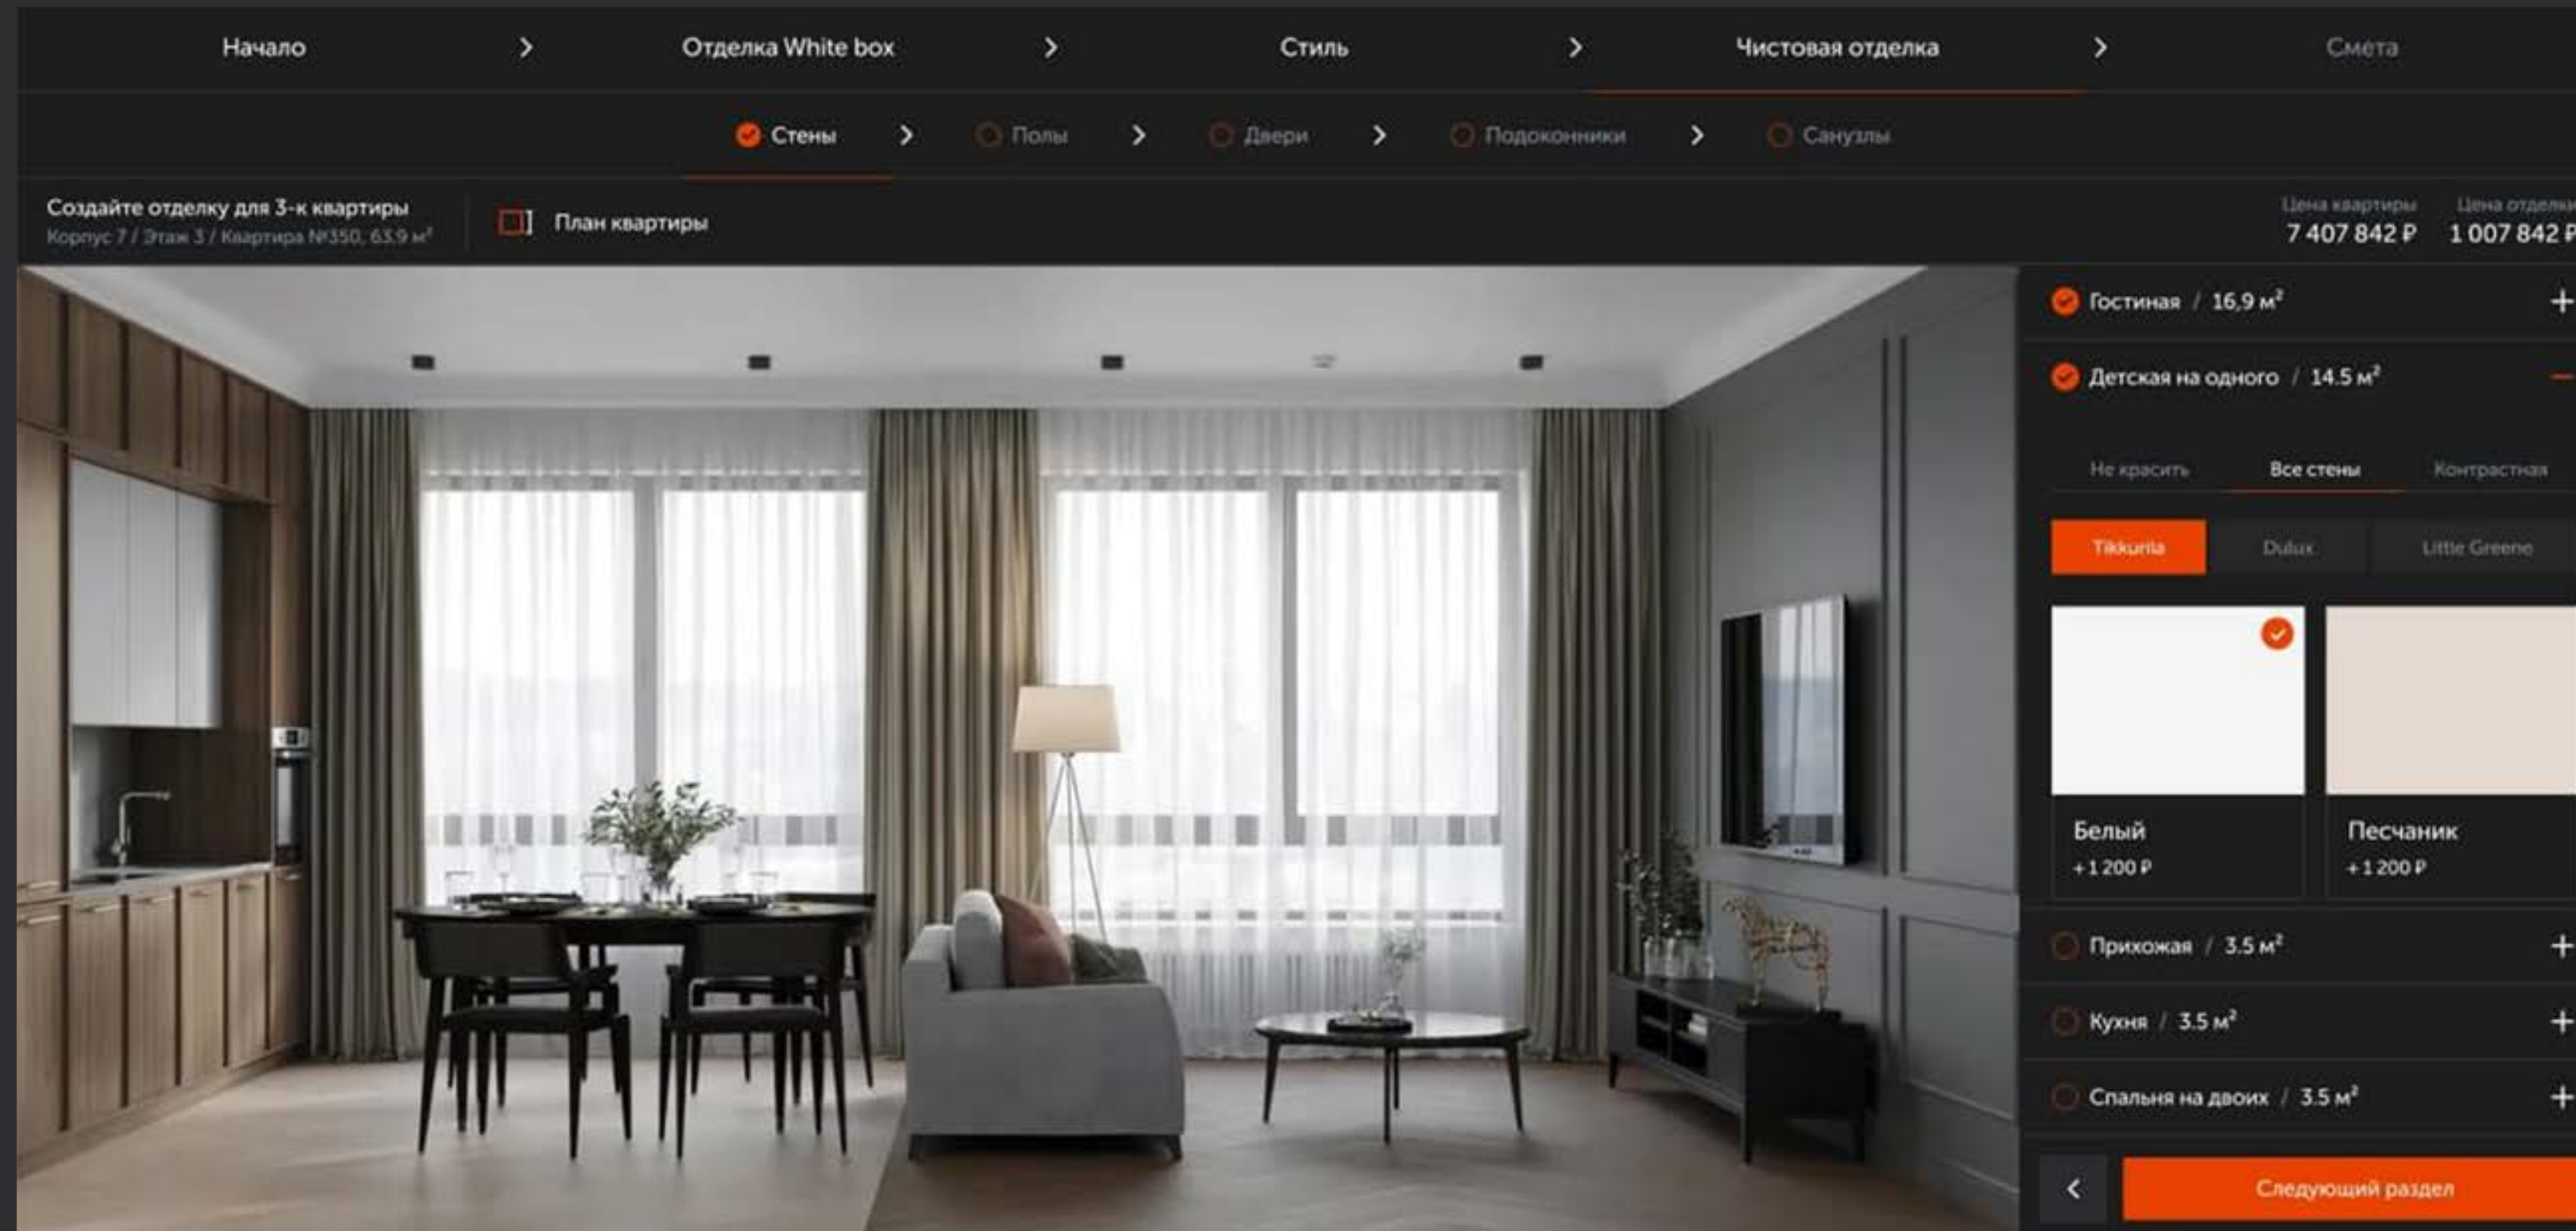 Начало
Отделка White box
Стиль
Чистовая отделка
Смета
Стены
Полы
Двери
Подоконники
Санузлы
Создайте отделку для 3-к квартиры
Корпус 7 / Этаж 3 / Квартира №350, 63.9 м²
План квартиры
Цена квартиры
7 407 842 ₽
Цена отделки
1 007 842 ₽
Гостиная / 16,9 м²
Детская на одного / 14.5 м²
Не красить
Все стены
Контрастная
Tikkurila
Dulux
Little Greene
Белый
+1 200 ₽
Песчаник
+1 200 ₽
Прихожая / 3.5 м²
Кухня / 3.5 м²
Спальня на двоих / 3.5 м²
Следующий раздел